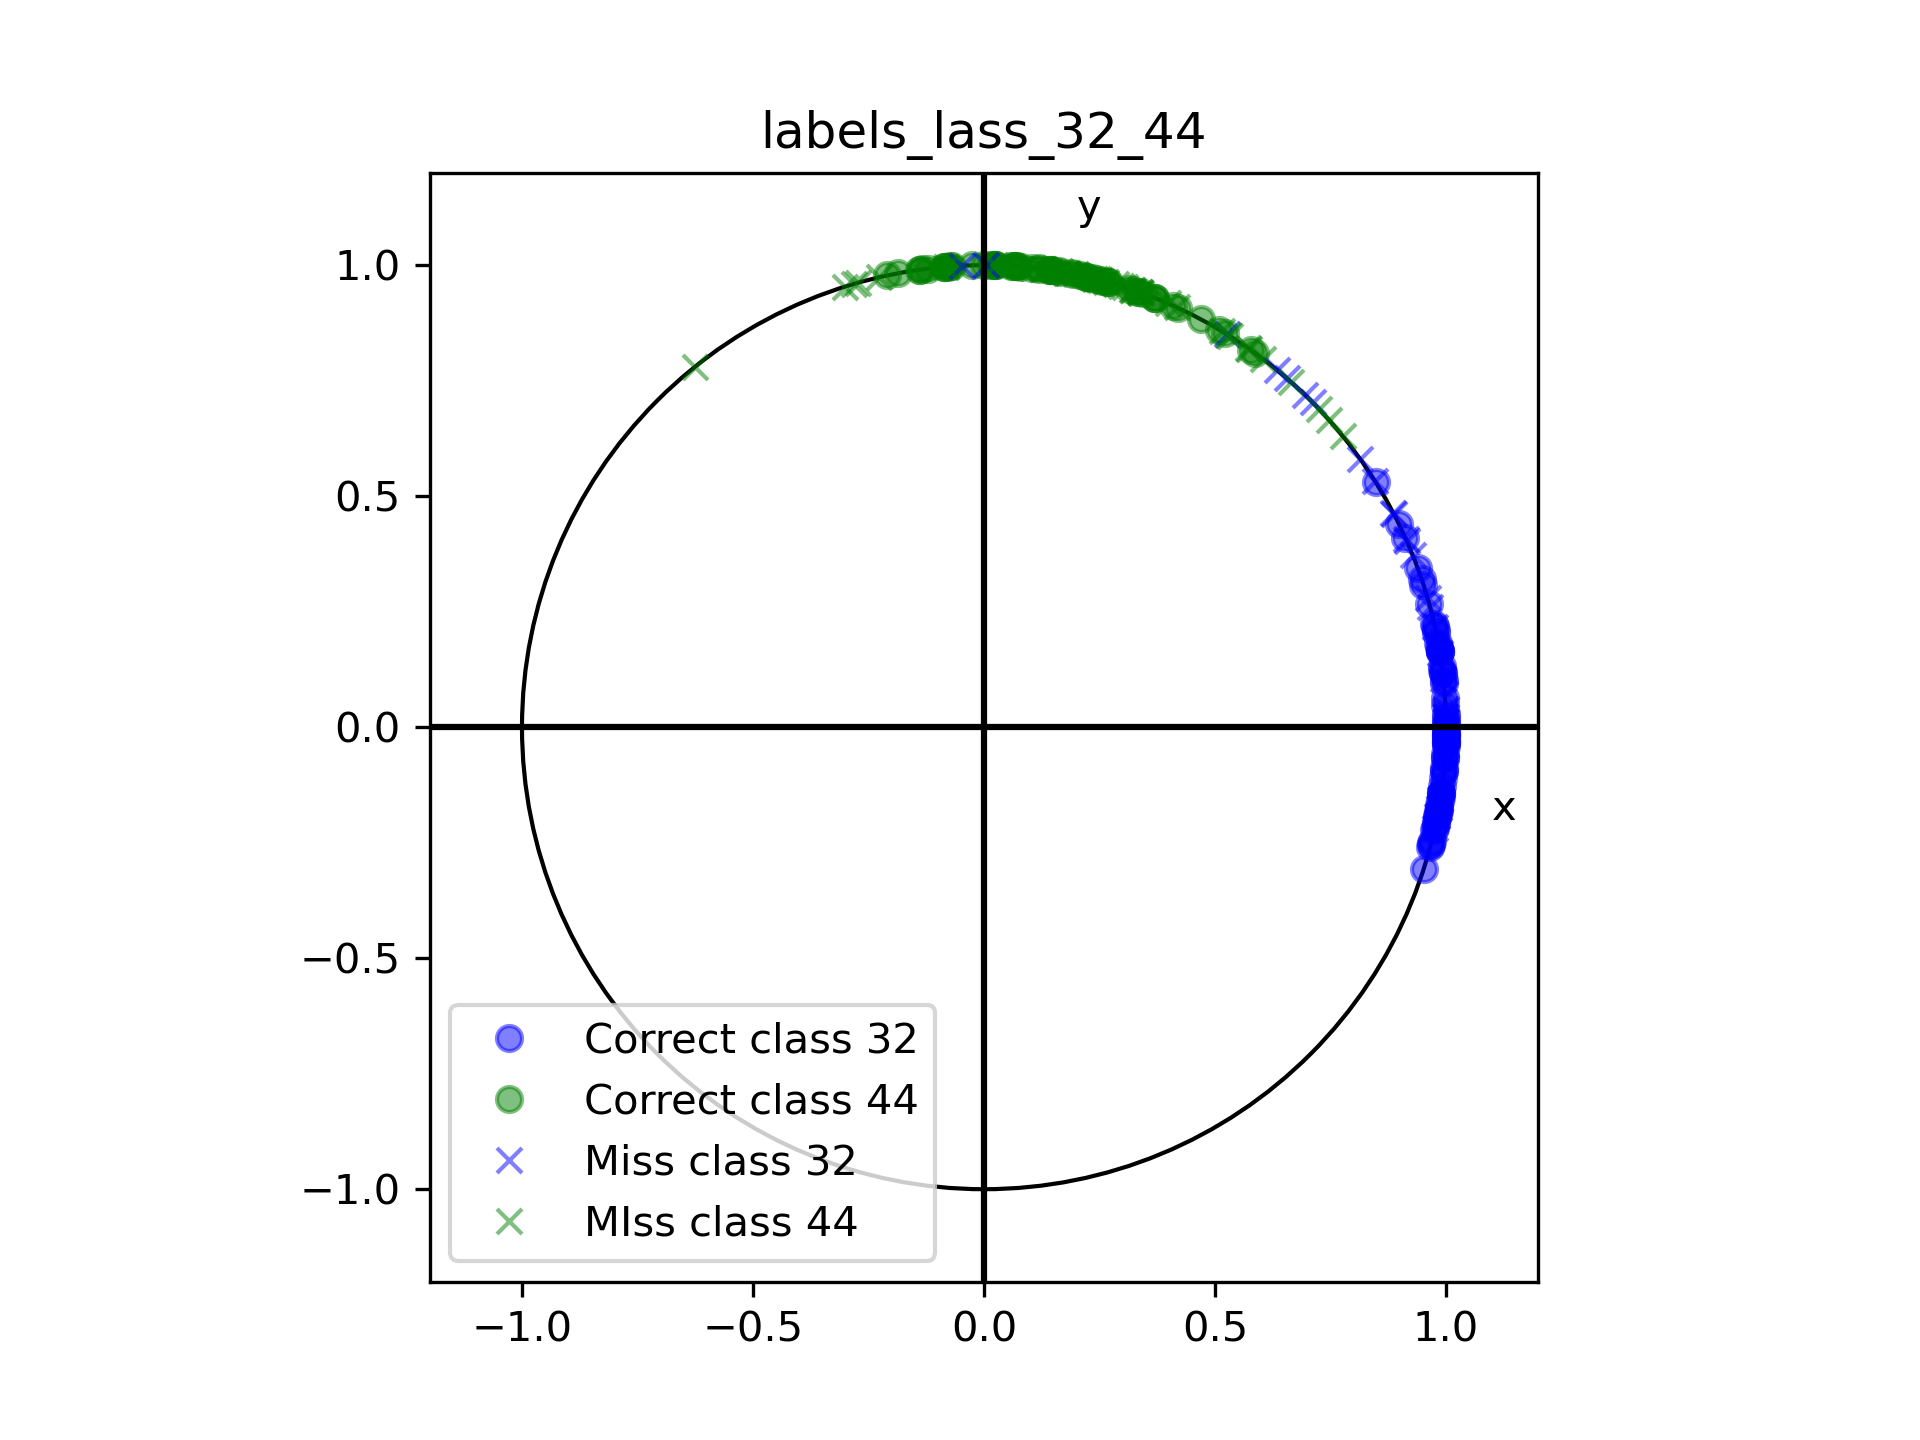 labels_lass_32_44
y
1.0
0.5
0.0
x
−0.5
−1.0
Correct class 32
Correct class 44
Miss class 32
MIss class 44
−1.0 −0.5 0.0 0.5 1.0